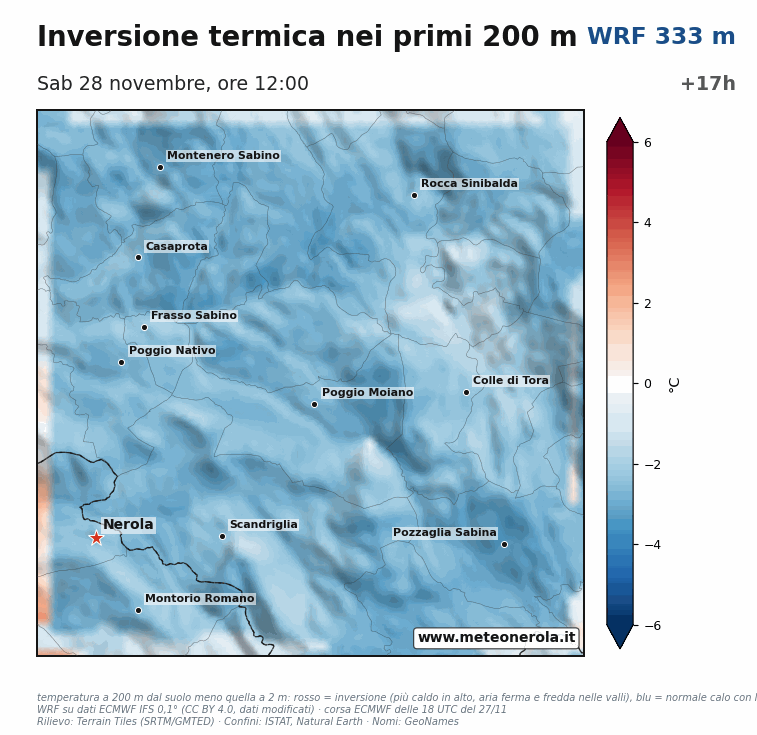 Inversione termica nei primi 200 m WRF 333 m
Sab 28 novembre, ore 12:00 +17h
Montenero Sabino
Rocca Sinibalda
Casaprota
Frasso Sabino
Poggio Nativo
Colle di Tora
Poggio Moiano
Nerola
Scandriglia
Pozzaglia Sabina
Montorio Romano
www.meteonerola.it
6
4
2
0
−2
−4
−6
°C
temperatura a 200 m dal suolo meno quella a 2 m: rosso = inversione (più caldo in alto, aria ferma e fredda nelle valli), blu = normale calo con
WRF su dati ECMWF IFS 0,1° (CC BY 4.0, dati modificati) · corsa ECMWF delle 18 UTC del 27/11
Rilievo: Terrain Tiles (SRTM/GMTED) · Confini: ISTAT, Natural Earth · Nomi: GeoNames